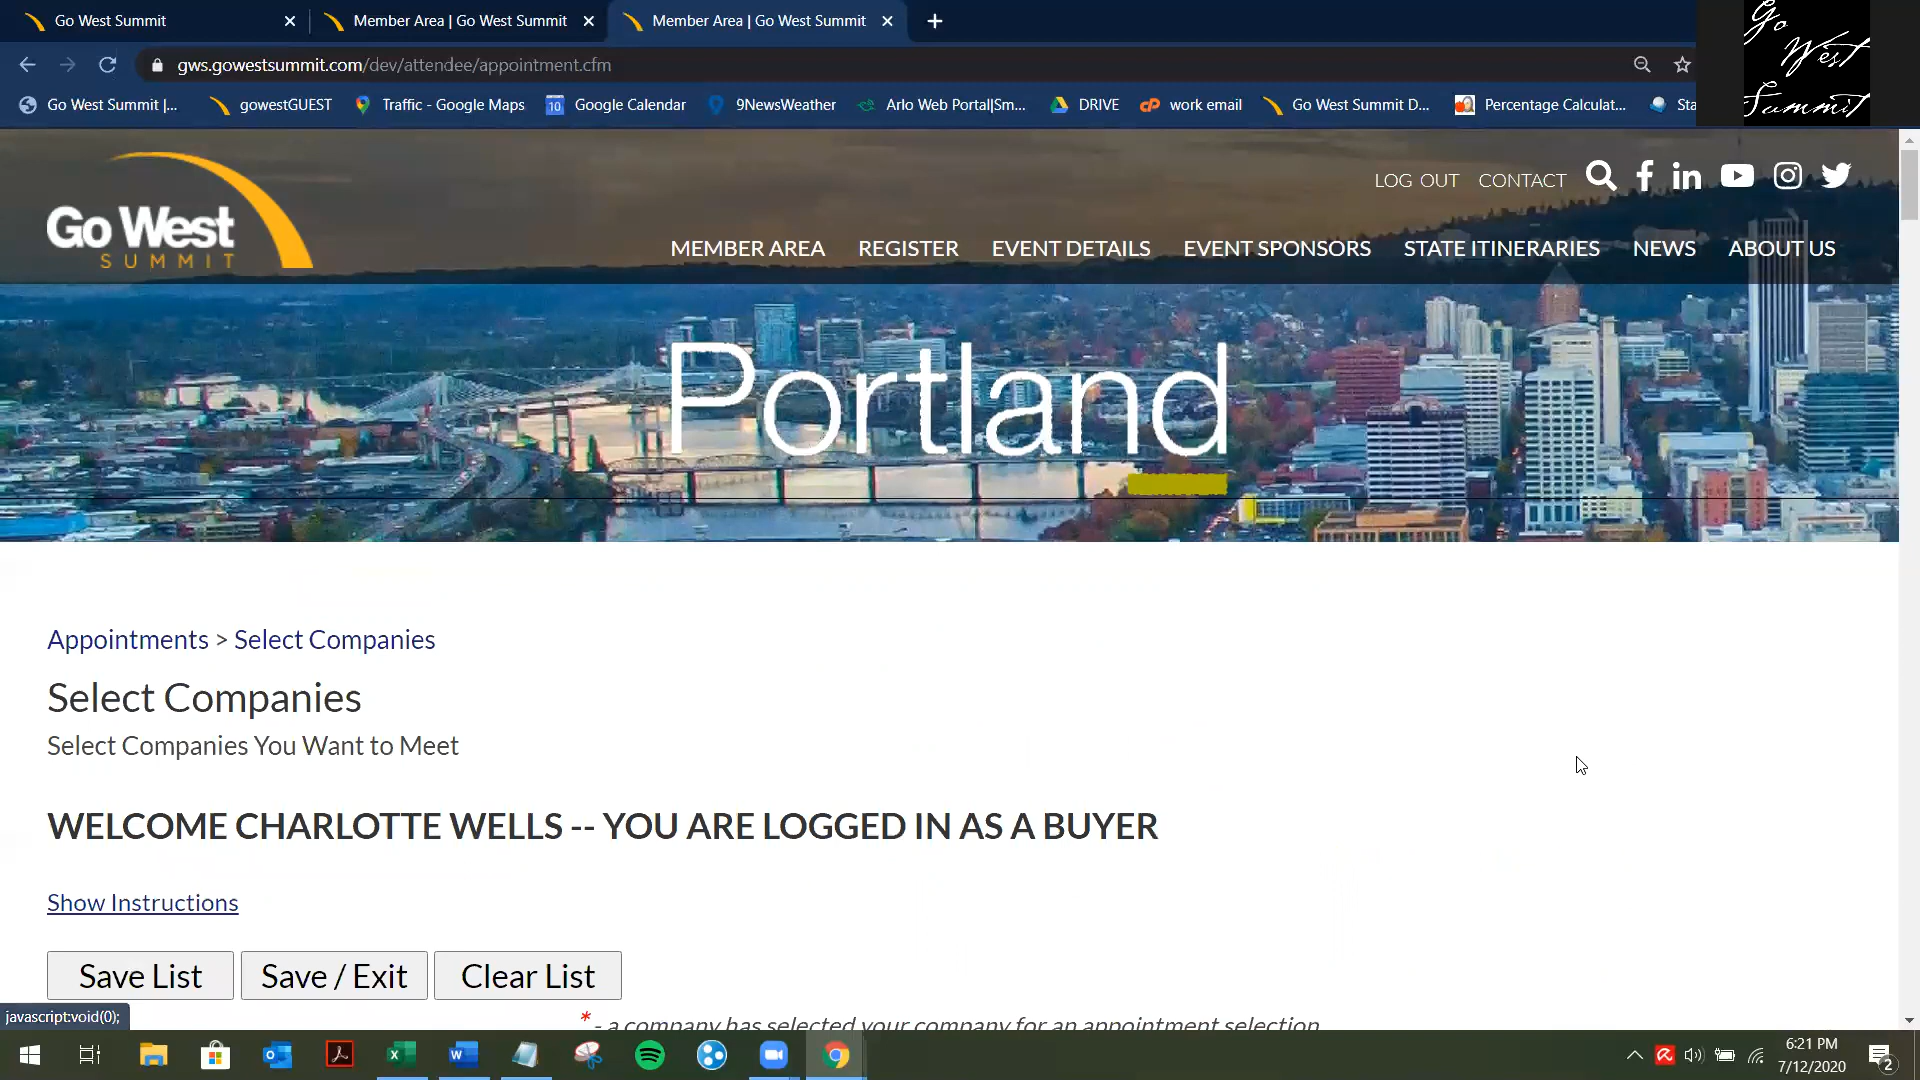 Go West Summit
Member Area | Go West Summit
Member Area | Go West Summit
gws.gowestsummit.com/dev/attendee/appointment.cfm
Go West Summit |...
gowestGUEST
Traffic - Google Maps
10
Google Calendar
9NewsWeather
Arlo Web Portal|Sm...
DRIVE
work email
Go West Summit D...
Percentage Calculat...
Sta
Go
West
Summit
Go West
SUMMIT
LOG OUT
CONTACT
MEMBER AREA
REGISTER
EVENT DETAILS
EVENT SPONSORS
STATE ITINERARIES
NEWS
ABOUT US
Portland
Appointments > Select Companies
Select Companies
Select Companies You Want to Meet
WELCOME CHARLOTTE WELLS -- YOU ARE LOGGED IN AS A BUYER
Show Instructions
Save List
Save / Exit
Clear List
* - a company has selected your company for an appointment selection
javascript:void(0);
6:21 PM
7/12/2020
2